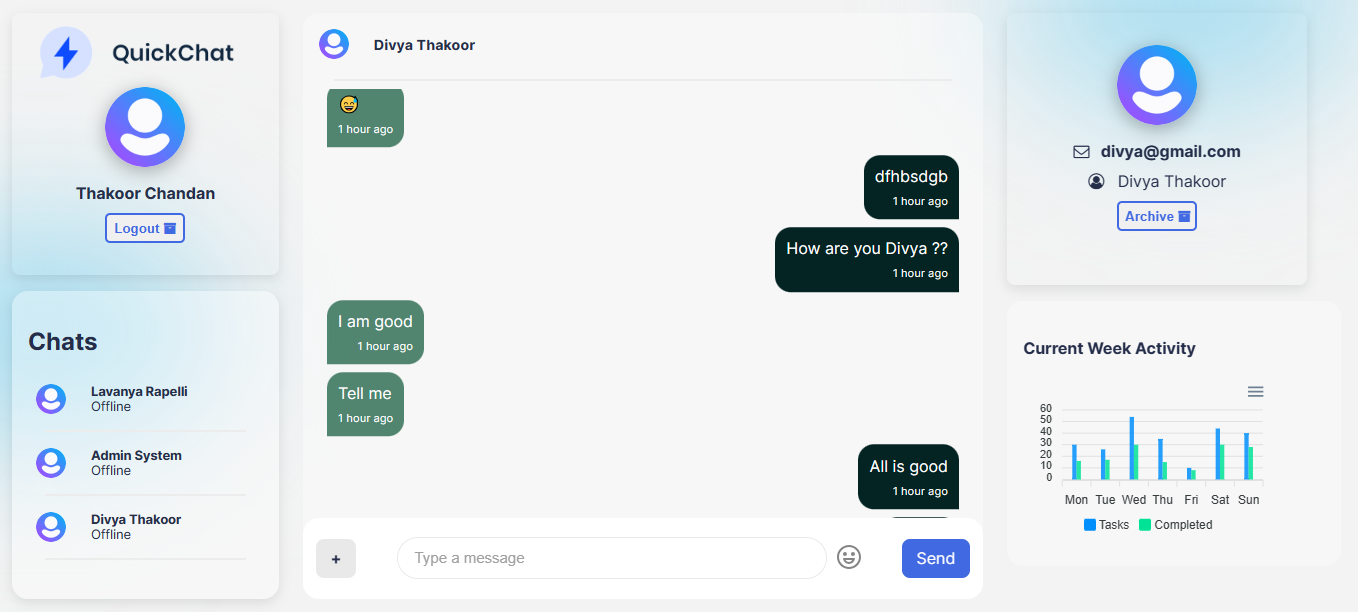 QuickChat
Thakoor Chandan
Logout
Chats
Lavanya Rapelli
Offline
Admin System
Offline
Divya Thakoor
Offline
Divya Thakoor
😅
1 hour ago
dfhbsdgb
1 hour ago
How are you Divya ??
1 hour ago
I am good
1 hour ago
Tell me
1 hour ago
All is good
1 hour ago
+
Type a message
Send
divya@gmail.com
Divya Thakoor
Archive
Current Week Activity
60
50
40
30
20
10
0
Mon Tue Wed Thu Fri Sat Sun
Tasks Completed